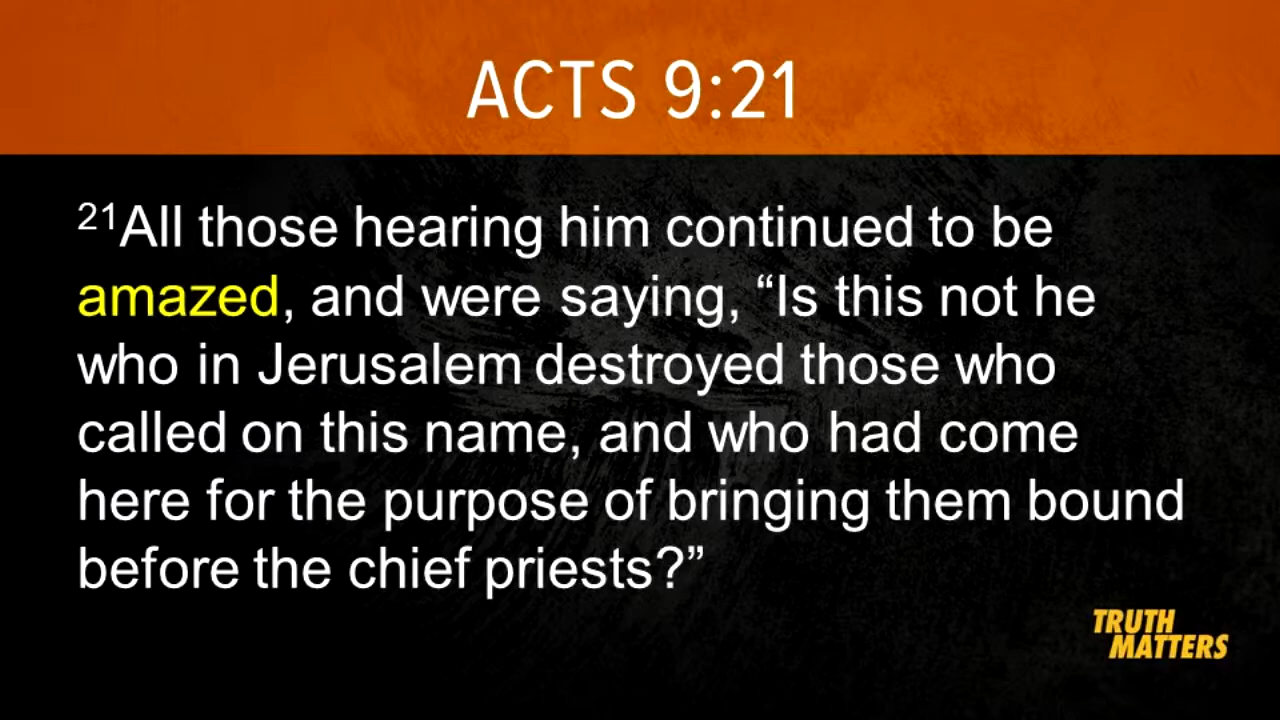 ACTS 9:21
21All those hearing him continued to be
amazed, and were saying, “Is this not he
who in Jerusalem destroyed those who
called on this name, and who had come
here for the purpose of bringing them bound
before the chief priests?”
TRUTH
MATTERS